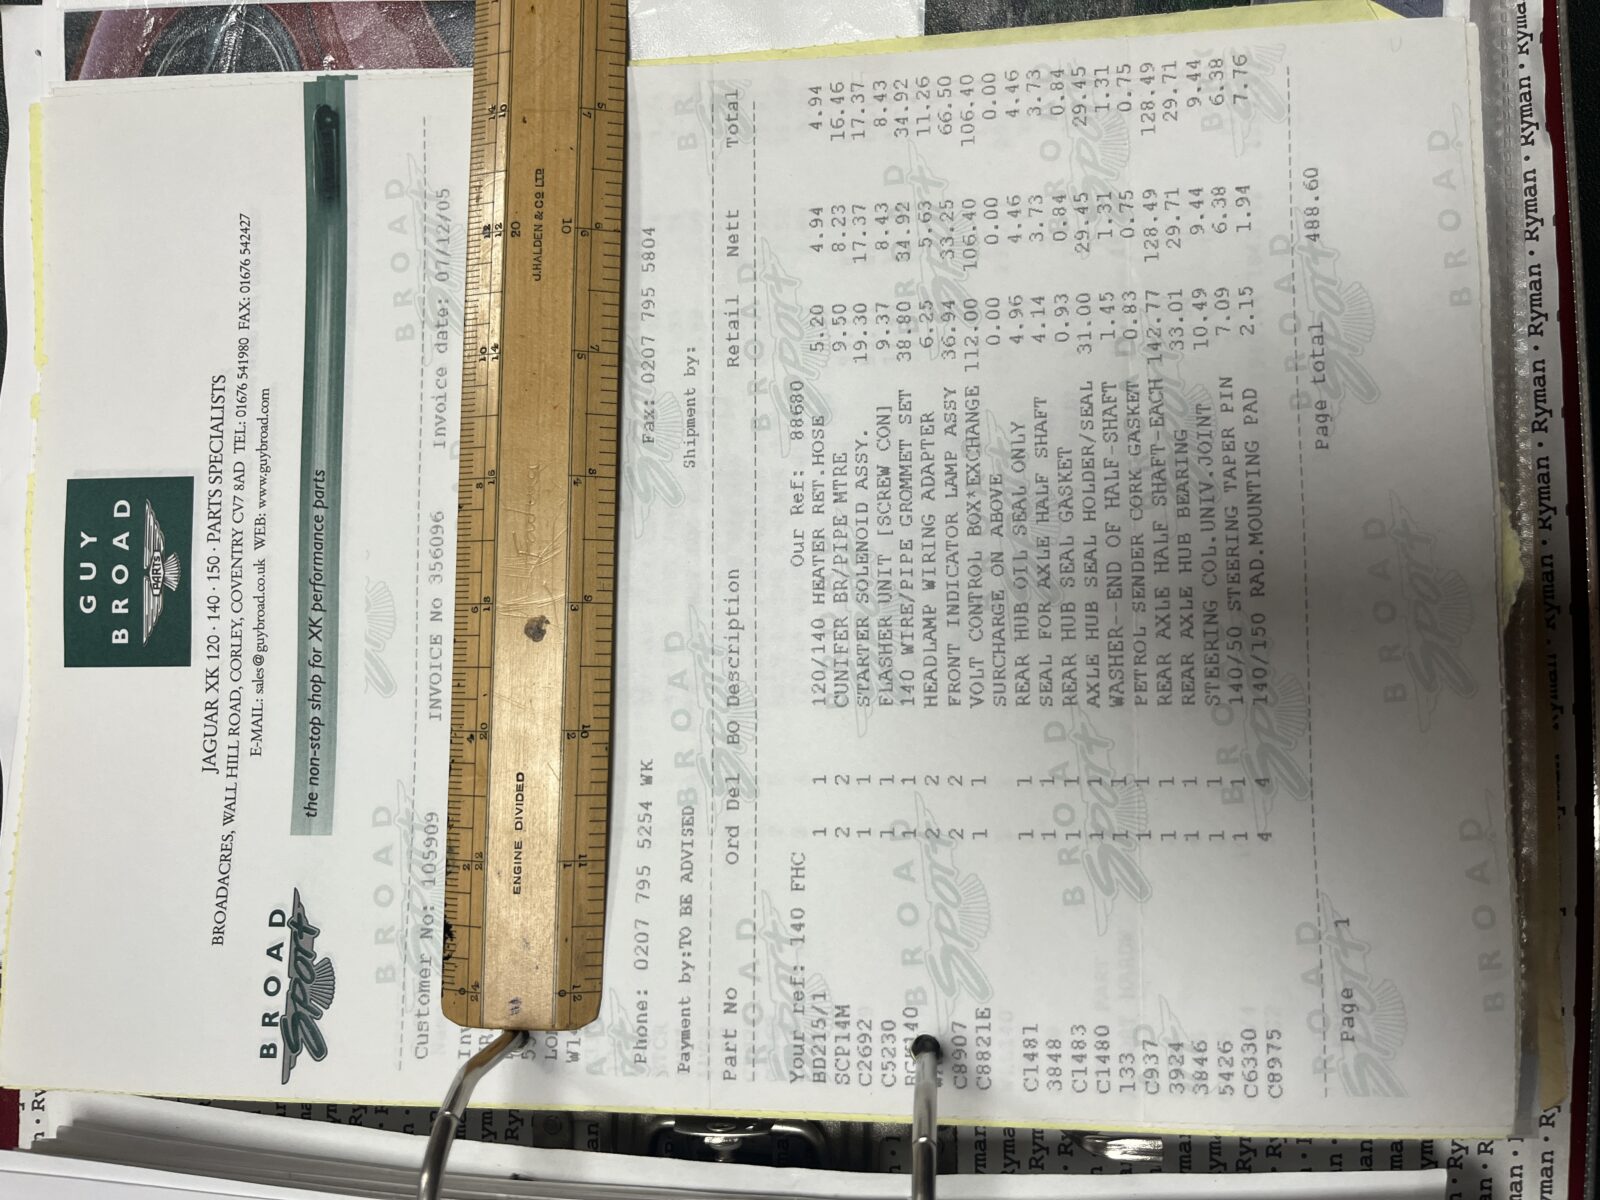 GUY
BROAD
PARTS
JAGUAR XK 120 · 140 · 150 · PARTS SPECIALISTS
BROADACRES, WALL HILL ROAD, CORLEY, COVENTRY CV7 8AD TEL: 01676 541980 FAX: 01676 542427
E-MAIL: sales@guybroad.co.uk WEB: www.guybroad.com
BROAD
Sport
the non-stop shop for XK performance parts
Customer No: 105909 INVOICE No 356096 Invoice date: 07/12/05
ENGINE DIVIDED
J.HALDEN & Co LTD
Phone: 0207 795 5254 WK Fax: 0207 795 5804
Payment by:TO BE ADVISED Shipment by:
Part No Ord Del BO Description Retail Nett Total
Your ref: 140 FHC Our Ref: 88680
BD215/1 1 1 120/140 HEATER RET.HOSE 5.20 4.94 4.94
SCP14M 2 2 CUNIFER BR/PIPE MTRE 9.50 8.23 16.46
C2692 1 1 STARTER SOLENOID ASSY. 19.30 17.37 17.37
C5230 1 1 FLASHER UNIT [SCREW CON] 9.37 8.43 8.43
1 1 140 WIRE/PIPE GROMMET SET 38.80 34.92 34.92
2 2 HEADLAMP WIRING ADAPTER 6.25 5.63 11.26
C8907 2 2 FRONT INDICATOR LAMP ASSY 36.94 33.25 66.50
C8821E 1 1 VOLT CONTROL BOX*EXCHANGE 112.00 106.40 106.40
SURCHARGE ON ABOVE 0.00 0.00 0.00
C1481 1 1 REAR HUB OIL SEAL ONLY 4.96 4.46 4.46
3848 1 1 SEAL FOR AXLE HALF SHAFT 4.14 3.73 3.73
C1483 1 1 REAR HUB SEAL GASKET 0.93 0.84 0.84
C1480 1 1 AXLE HUB SEAL HOLDER/SEAL 31.00 29.45 29.45
133 1 1 WASHER--END OF HALF-SHAFT 1.45 1.31 1.31
C937 1 1 PETROL SENDER CORK GASKET 0.83 0.75 0.75
3924 1 1 REAR AXLE HALF SHAFT-EACH 142.77 128.49 128.49
3846 1 1 REAR AXLE HUB BEARING 33.01 29.71 29.71
5426 1 1 STEERING COL.UNIV.JOINT 10.49 9.44 9.44
C6330 1 1 140/50 STEERING TAPER PIN 7.09 6.38 6.38
C8975 4 4 140/150 RAD.MOUNTING PAD 2.15 1.94 7.76
Page 1 Page total 488.60
Ryman · Ryman · Ryman · Ryman · Ryman · Ryman